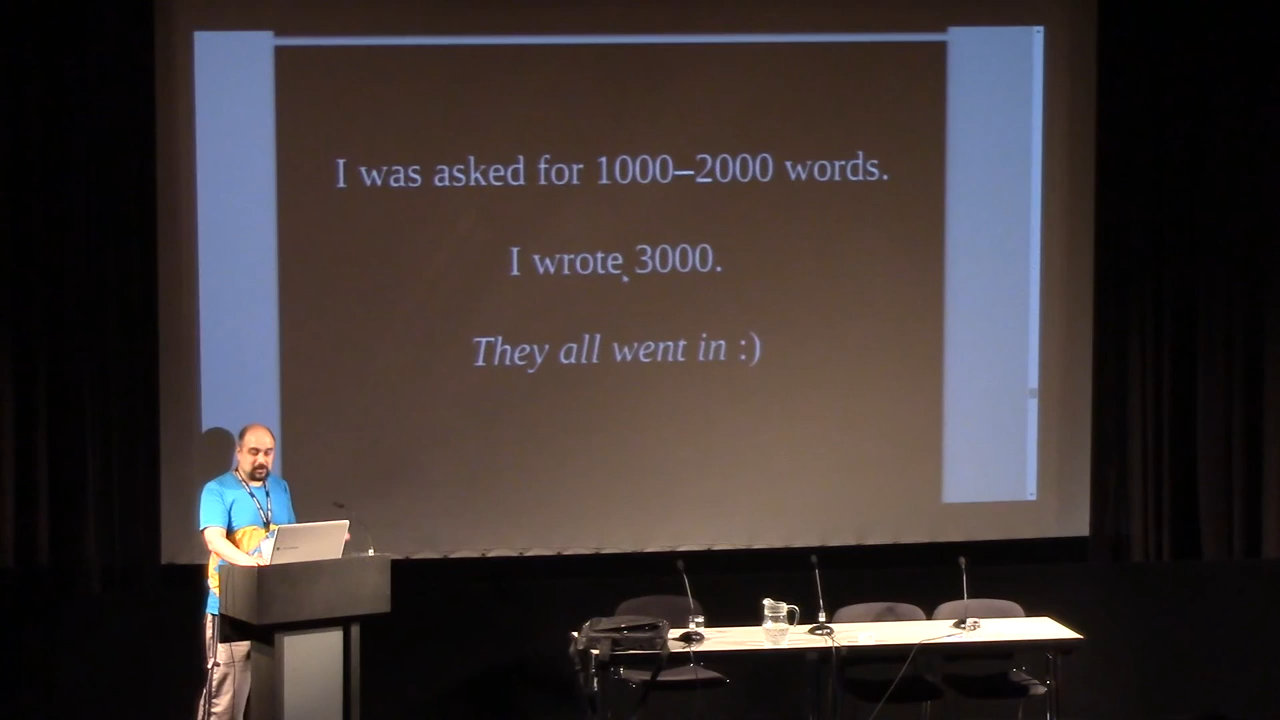 I was asked for 1000–2000 words.
I wrote 3000.
They all went in :)